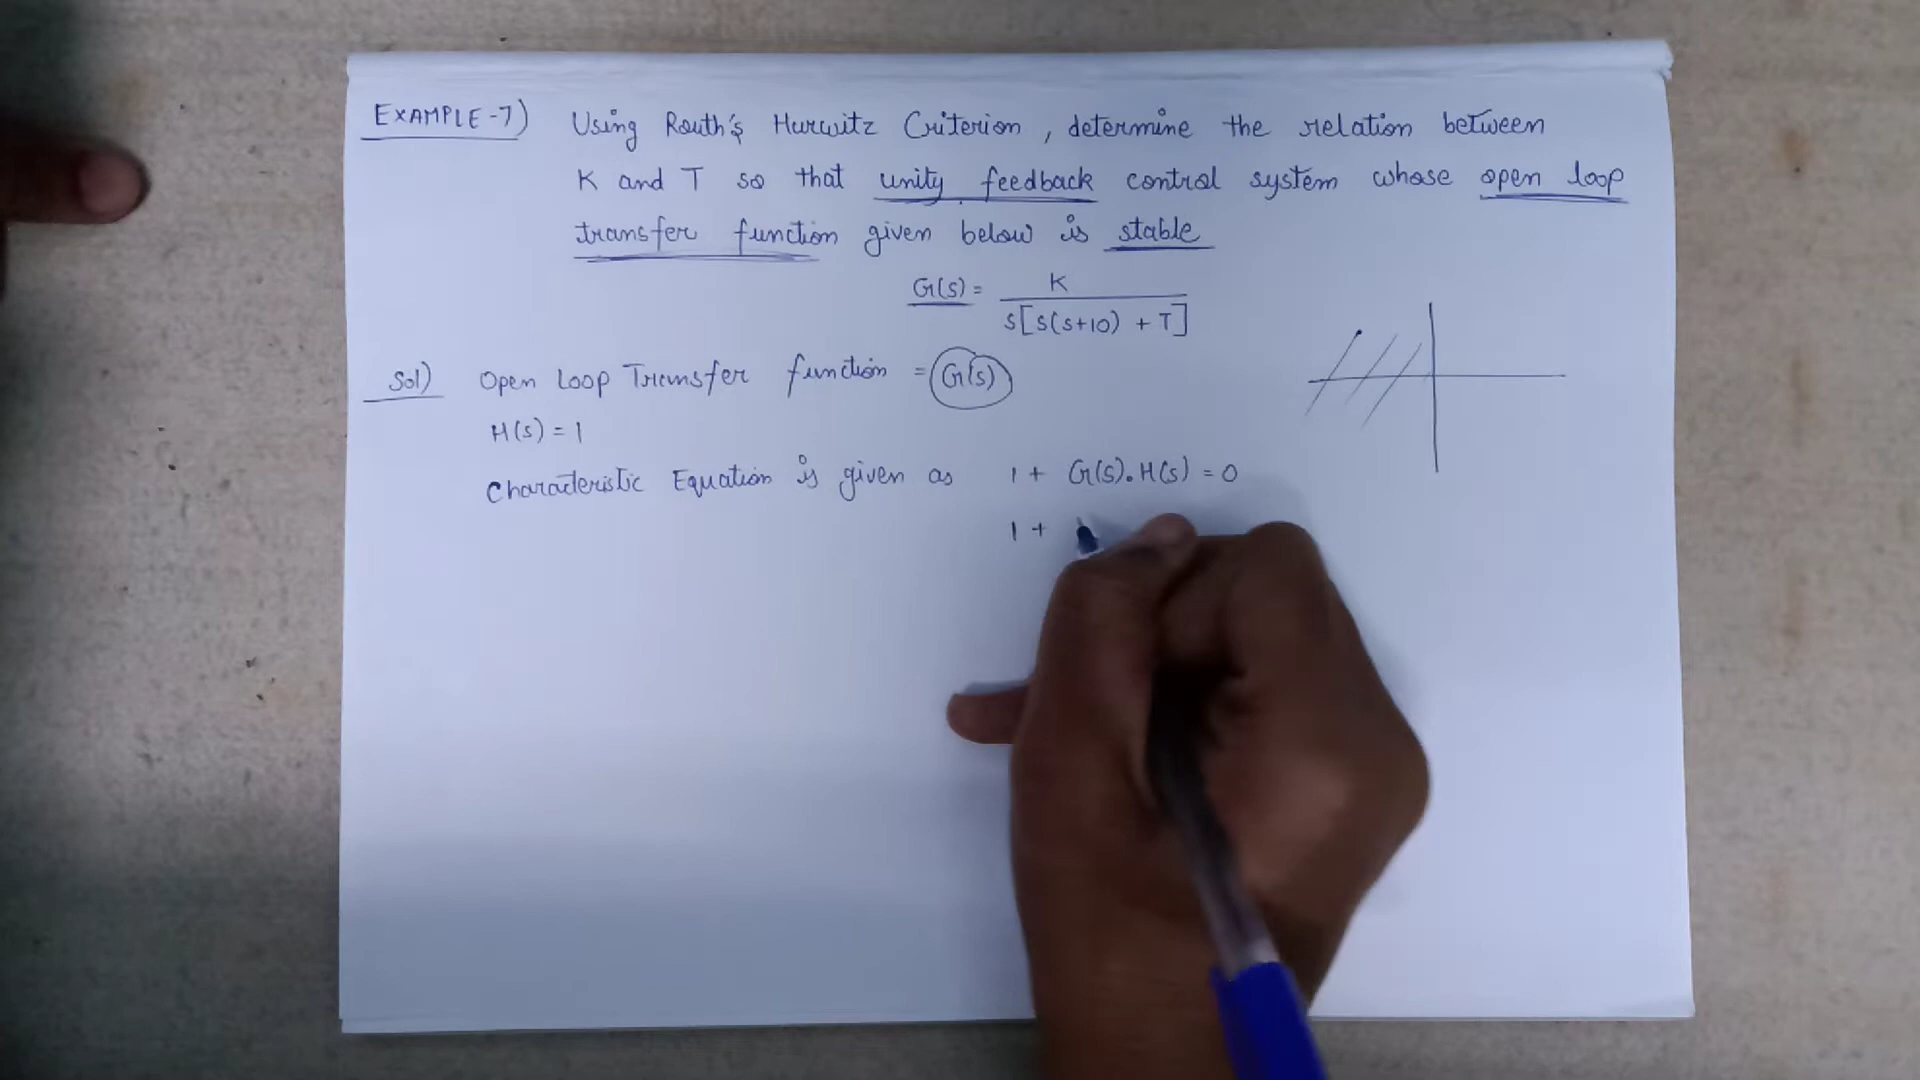 EXAMPLE-7) Using Routh's Hurwitz Criterion, determine the relation between
K and T so that unity feedback control system whose open loop
transfer function given below is stable
G(s) = K / s[s(s+10) + T]
Sol) Open Loop Transfer function = G(s)
H(s) = 1
Characteristic Equation is given as 1 + G(s).H(s) = 0
1 +